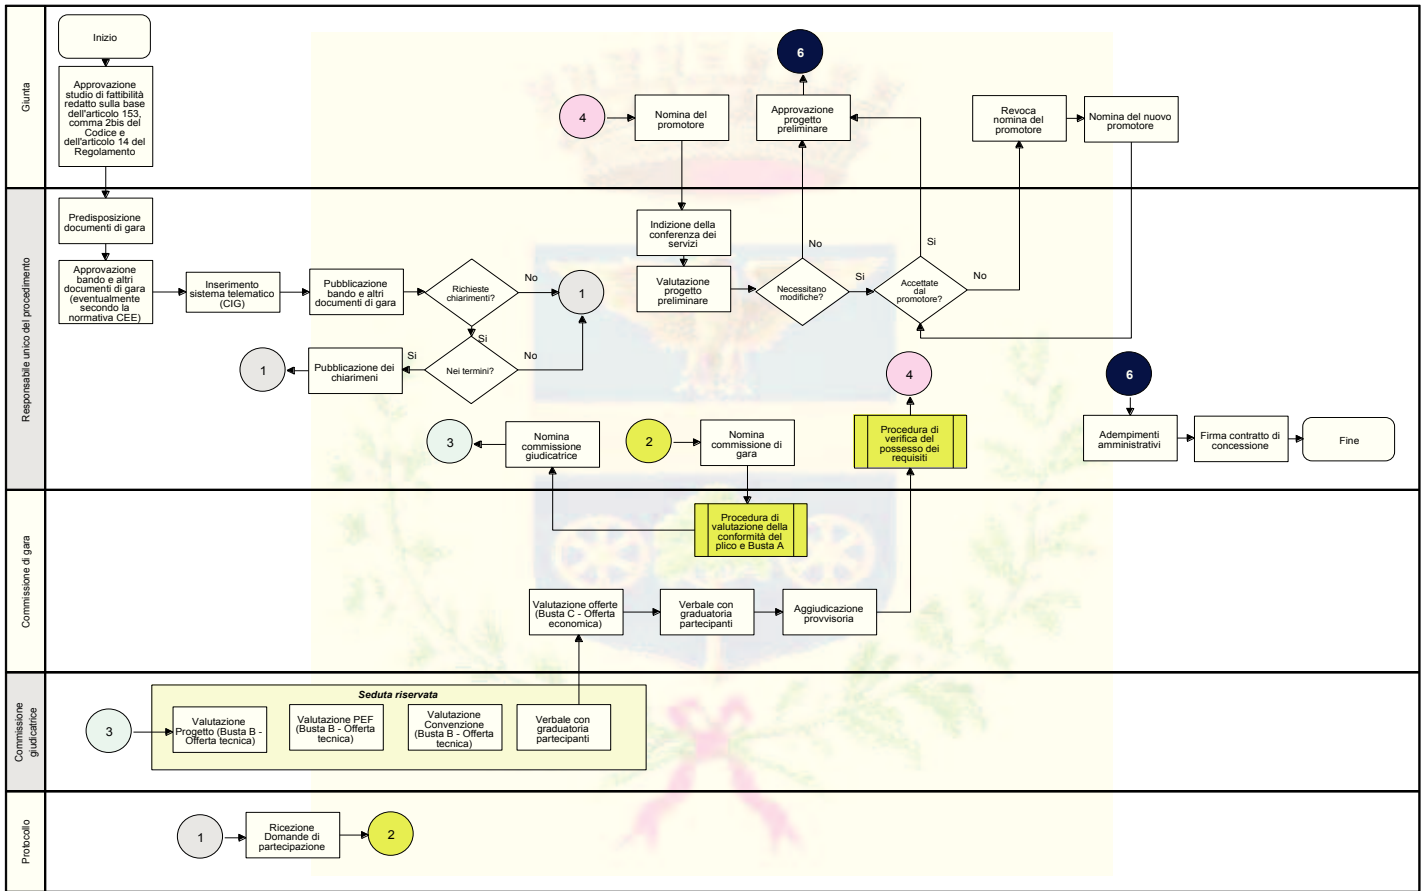 Giunta
Inizio
Approvazione
studio di fattibilità
redatto sulla base
dell'articolo 153,
comma 2bis del
Codice e
dell'articolo 14 del
Regolamento
4
Nomina del
promotore
6
Approvazione
progetto
preliminare
Revoca
nomina del
promotore
Nomina del nuovo
promotore
Responsabile unico del procedimento
Predisposizione
documenti di gara
Approvazione
bando e altri
documenti di gara
(eventualmente
secondo la
normativa CEE)
Inserimento
sistema telematico
(CIG)
Pubblicazione
bando e altri
documenti di gara
Richieste
chiarimenti?
No
1
Si
Nei termini?
No
Si
Pubblicazione dei
chiarimeni
1
Indizione della
conferenza dei
servizi
Valutazione
progetto
preliminare
Necessitano
modifiche?
No
Si
Accettate
dal
promotore?
Si
No
3
Nomina
commissione
giudicatrice
2
Nomina
commissione di
gara
4
Procedura di
verifica del
possesso dei
requisiti
6
Adempimenti
amministrativi
Firma contratto di
concessione
Fine
Commissione di gara
Procedura di
valutazione della
conformità del
plico e Busta A
Valutazione offerte
(Busta C - Offerta
economica)
Verbale con
graduatoria
partecipanti
Aggiudicazione
provvisoria
Commissione
giudicatrice
3
Seduta riservata
Valutazione
Progetto (Busta B -
Offerta tecnica)
Valutazione PEF
(Busta B - Offerta
tecnica)
Valutazione
Convenzione
(Busta B - Offerta
tecnica)
Verbale con
graduatoria
partecipanti
Protocollo
1
Ricezione
Domande di
partecipazione
2